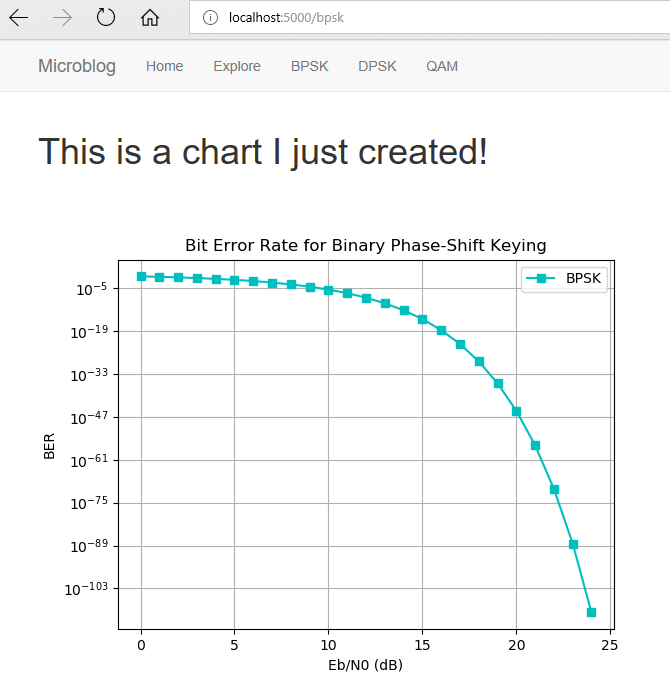 localhost:5000/bpsk
Microblog Home Explore BPSK DPSK QAM
This is a chart I just created!
Bit Error Rate for Binary Phase-Shift Keying
BPSK
10⁻⁵
10⁻¹⁹
10⁻³³
10⁻⁴⁷
10⁻⁶¹
10⁻⁷⁵
10⁻⁸⁹
10⁻¹⁰³
BER
0 5 10 15 20 25
Eb/N0 (dB)